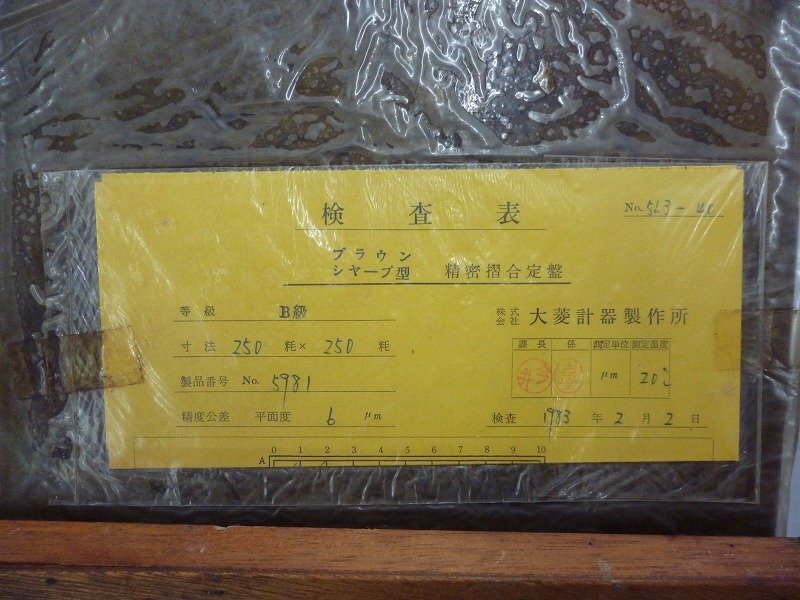 検査表
No. 563-40
ブラウン
シヤープ型 精密摺合定盤
等級 B級
株式会社 大菱計器製作所
寸法 250 粍× 250 粍
課長 係 測定単位 測定温度
μm 20℃
製品番号 No. 5981
精度公差 平面度 6 μm
検査 1983 年 2 月 2 日
0 1 2 3 4 5 6 7 8 9 10
A